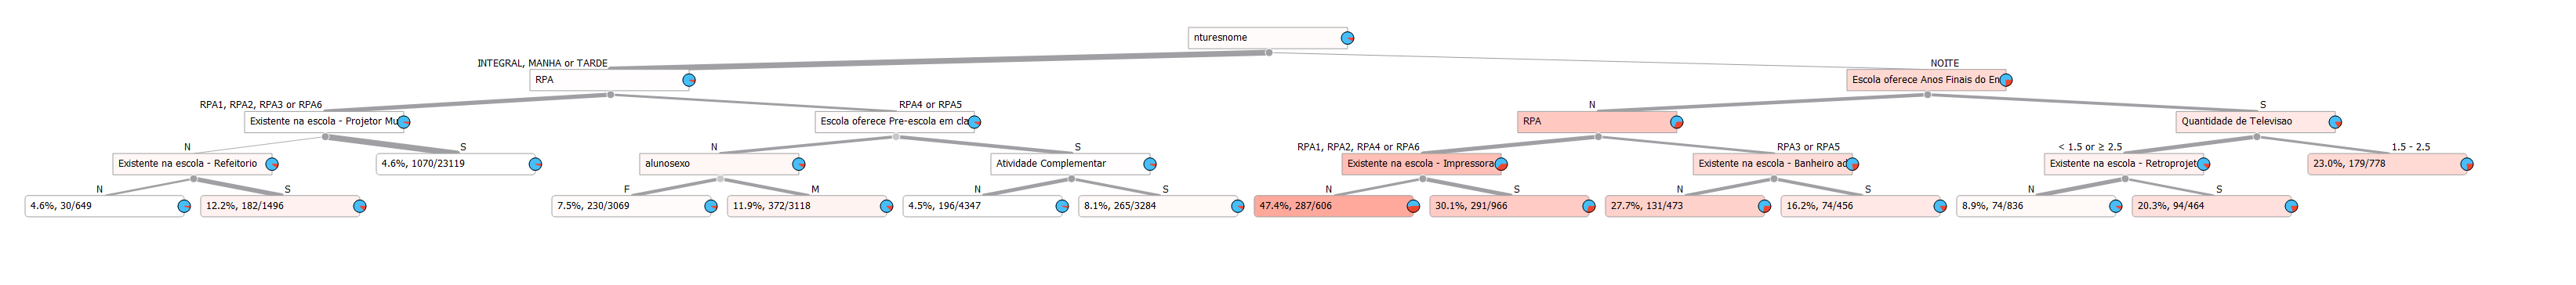 nturesnome
INTEGRAL, MANHA or TARDE
NOITE
RPA
Escola oferece Anos Finais do En
RPA1, RPA2, RPA3 or RPA6
RPA4 or RPA5
N
S
Existente na escola - Projetor Mu
Escola oferece Pre-escola em cla
RPA
Quantidade de Televisao
N
S
N
S
RPA1, RPA2, RPA4 or RPA6
RPA3 or RPA5
< 1.5 or ≥ 2.5
1.5 - 2.5
Existente na escola - Refeitorio
4.6%, 1070/23119
alunosexo
Atividade Complementar
Existente na escola - Impressora
Existente na escola - Banheiro ad
Existente na escola - Retroprojet
23.0%, 179/778
N
S
F
M
N
S
N
S
N
S
N
S
4.6%, 30/649
12.2%, 182/1496
7.5%, 230/3069
11.9%, 372/3118
4.5%, 196/4347
8.1%, 265/3284
47.4%, 287/606
30.1%, 291/966
27.7%, 131/473
16.2%, 74/456
8.9%, 74/836
20.3%, 94/464